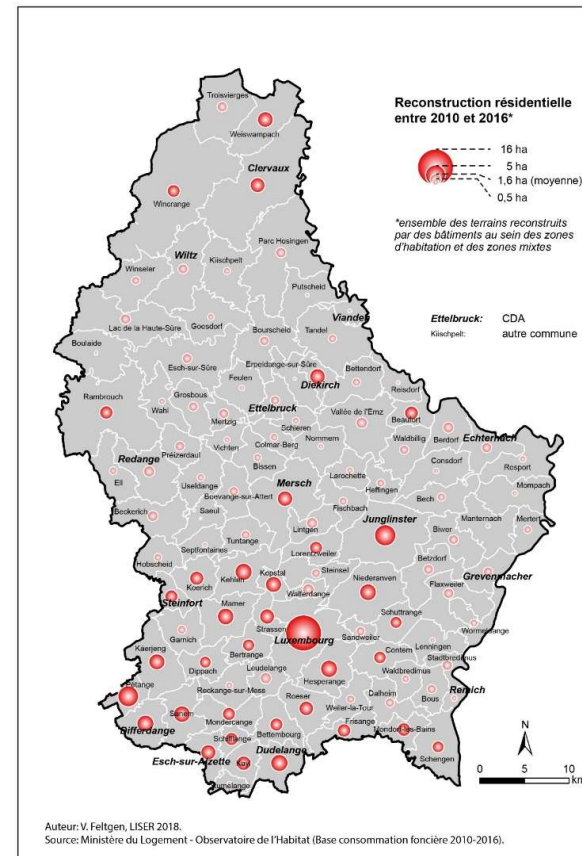 Reconstruction résidentielle
entre 2010 et 2016*
16 ha
5 ha
1,6 ha (moyenne)
0,5 ha
*ensemble des terrains reconstruits
par des bâtiments au sein des zones
d'habitation et des zones mixtes
Ettelbruck: CDA
Kiischpelt: autre commune
Troisvierges
Weiswampach
Clervaux
Wincrange
Parc Hosingen
Wiltz
Kiischpelt
Winseler
Putscheid
Goesdorf
Vianden
Lac de la Haute-Sûre
Bourscheid
Tandel
Boulaide
Esch-sur-Sûre
Erpeldange-sur-Sûre
Bettendorf
Feulen
Diekirch
Reisdorf
Rambrouch
Wahl
Grosbous
Ettelbruck
Vallée de l'Ernz
Beaufort
Mertzig
Schieren
Waldbillig
Berdorf
Echternach
Préizerdaul
Vichten
Colmar-Berg
Nommern
Consdorf
Rosport
Redange
Bissen
Ell
Useldange
Mersch
Larochette
Heffingen
Mompach
Boevange-sur-Attert
Bech
Beckerich
Saeul
Fischbach
Manternach
Lintgen
Junglinster
Mertert
Tuntange
Biwer
Septfontaines
Lorentzweiler
Hobscheid
Betzdorf
Kehlen
Kopstal
Steinsel
Grevenmacher
Koerich
Niederanven
Flaxweiler
Walferdange
Steinfort
Mamer
Schuttrange
Strassen
Wormeldange
Garnich
Luxembourg
Sandweiler
Lenningen
Kaerjeng
Bertrange
Contern
Stadtbredimus
Dippach
Leudelange
Hesperange
Waldbredimus
Reckange-sur-Mess
Pétange
Roeser
Weiler-la-Tour
Dalheim
Bous
Remich
Sanem
Mondercange
Differdange
Bettembourg
Frisange
Mondorf-les-Bains
Schifflange
Schengen
Esch-sur-Alzette
Kayl
Dudelange
Rumelange
N
0 5 10
km
Auteur: V. Feltgen, LISER 2018.
Source: Ministère du Logement - Observatoire de l'Habitat (Base consommation foncière 2010-2016).